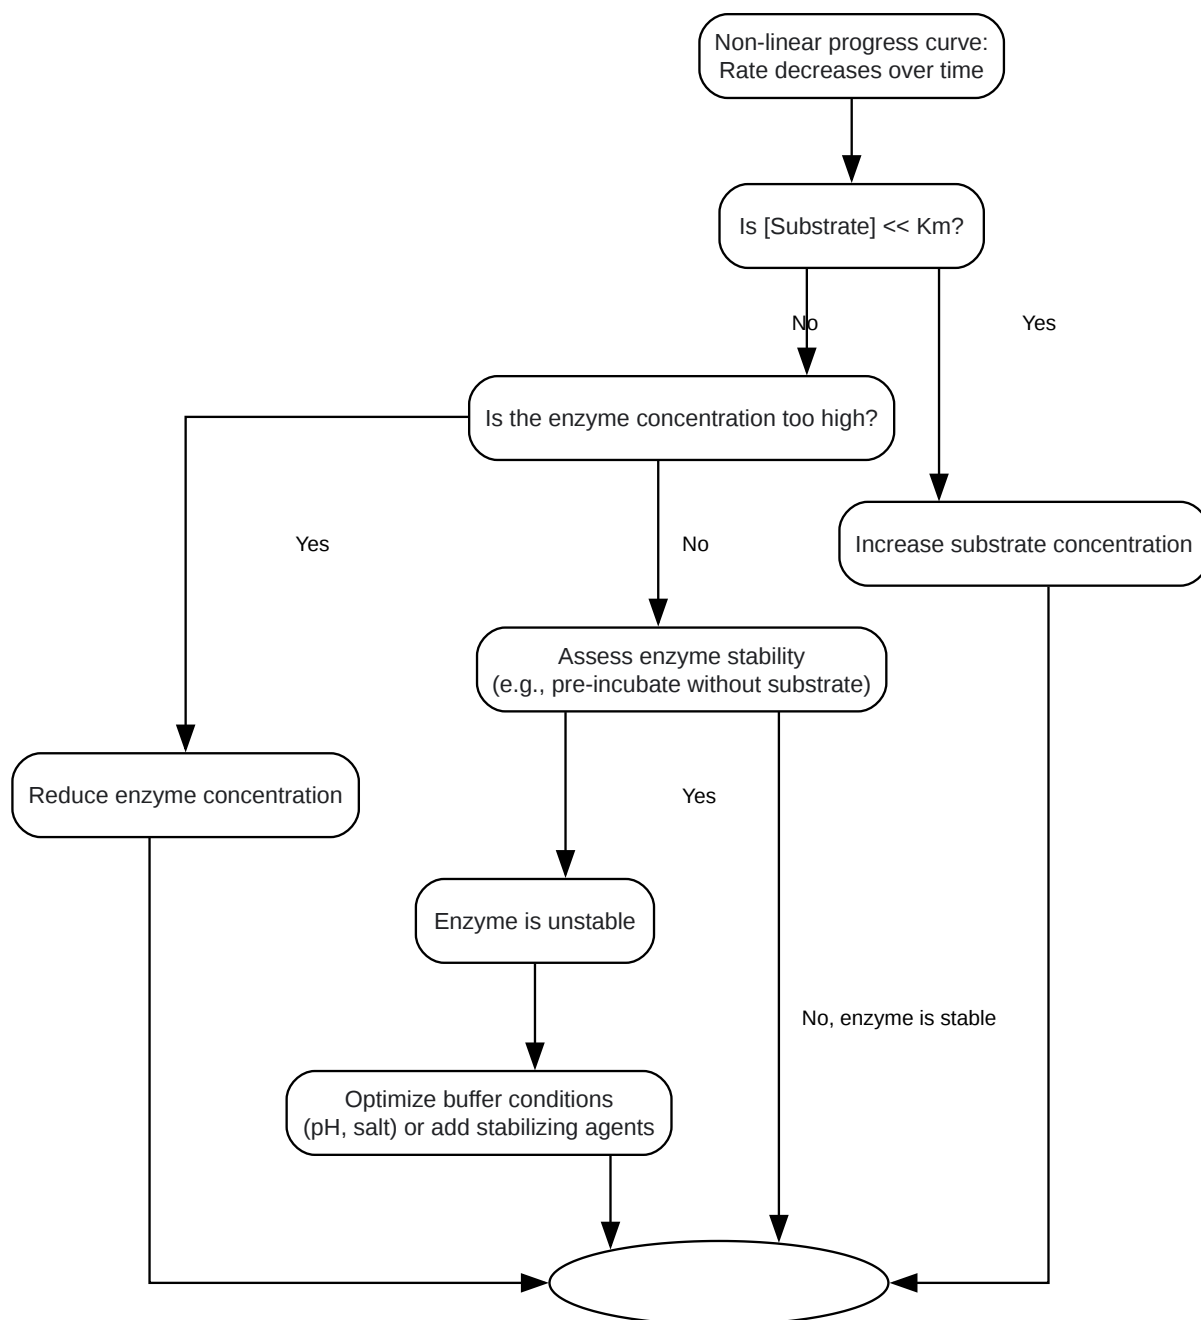 Non-linear progress curve:
Rate decreases over time
Is [Substrate] << Km?
No
Yes
Is the enzyme concentration too high?
Increase substrate concentration
Yes
No
Assess enzyme stability
(e.g., pre-incubate without substrate)
Reduce enzyme concentration
Yes
Enzyme is unstable
No, enzyme is stable
Optimize buffer conditions
(pH, salt) or add stabilizing agents